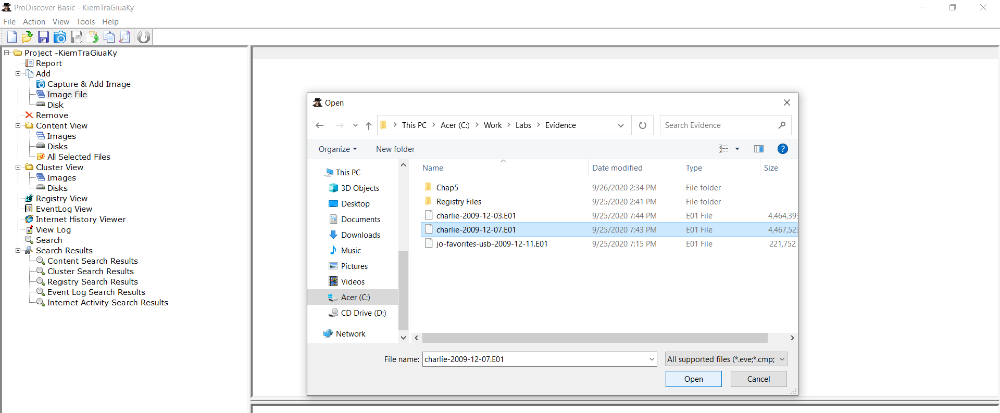 ProDiscover Basic - KiemTraGiuaKy
File Action View Tools Help
Project -KiemTraGiuaKy
Report
Add
Capture & Add Image
Image File
Disk
Remove
Content View
Images
Disks
All Selected Files
Cluster View
Images
Disks
Registry View
EventLog View
Internet History Viewer
View Log
Search
Search Results
Content Search Results
Cluster Search Results
Registry Search Results
Event Log Search Results
Internet Activity Search Results
Open
This PC > Acer (C:) > Work > Labs > Evidence
Search Evidence
Organize New folder
?
This PC
3D Objects
Desktop
Documents
Downloads
Music
Pictures
Videos
Acer (C:)
CD Drive (D:)
Network
Name Date modified Type Size
Chap5 9/26/2020 2:34 PM File folder
Registry Files 9/25/2020 2:41 PM File folder
charlie-2009-12-03.E01 9/25/2020 7:44 PM E01 File 4,464,393
charlie-2009-12-07.E01 9/25/2020 7:43 PM E01 File 4,467,523
jo-favorites-usb-2009-12-11.E01 9/25/2020 7:15 PM E01 File 221,752
File name: charlie-2009-12-07.E01
All supported files (*.eve;*.cmp;
Open Cancel